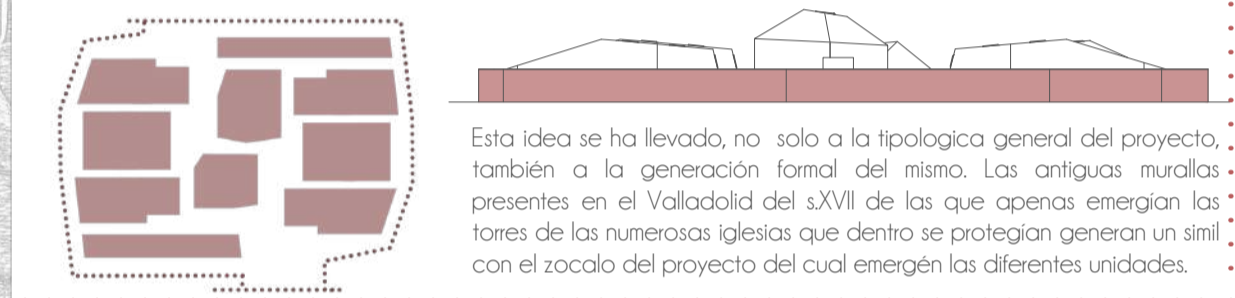 Esta idea se ha llevado, no solo a la tipologica general del proyecto,
también a la generación formal del mismo. Las antiguas murallas
presentes en el Valladolid del s.XVII de las que apenas emergían las
torres de las numerosas iglesias que dentro se protegían generan un simil
con el zocalo del proyecto del cual emergén las diferentes unidades.